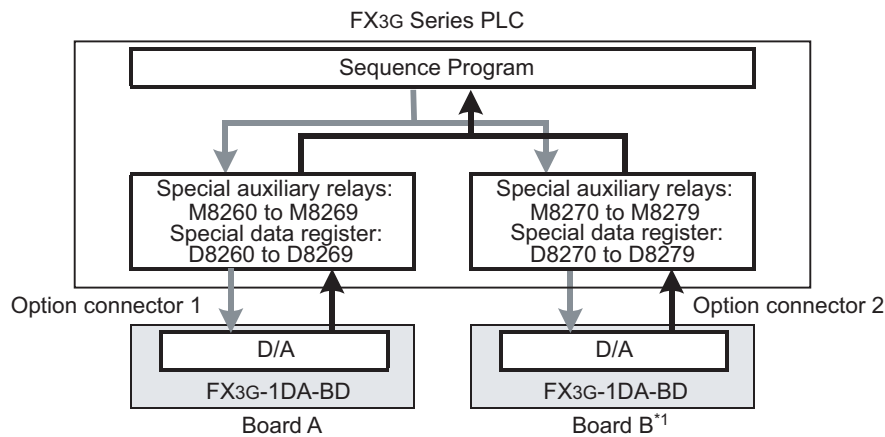 FX3G Series PLC
Sequence Program
Special auxiliary relays:
M8260 to M8269
Special data register:
D8260 to D8269
Special auxiliary relays:
M8270 to M8279
Special data register:
D8270 to D8279
Option connector 1
Option connector 2
D/A
FX3G-1DA-BD
Board A
D/A
FX3G-1DA-BD
Board B*1